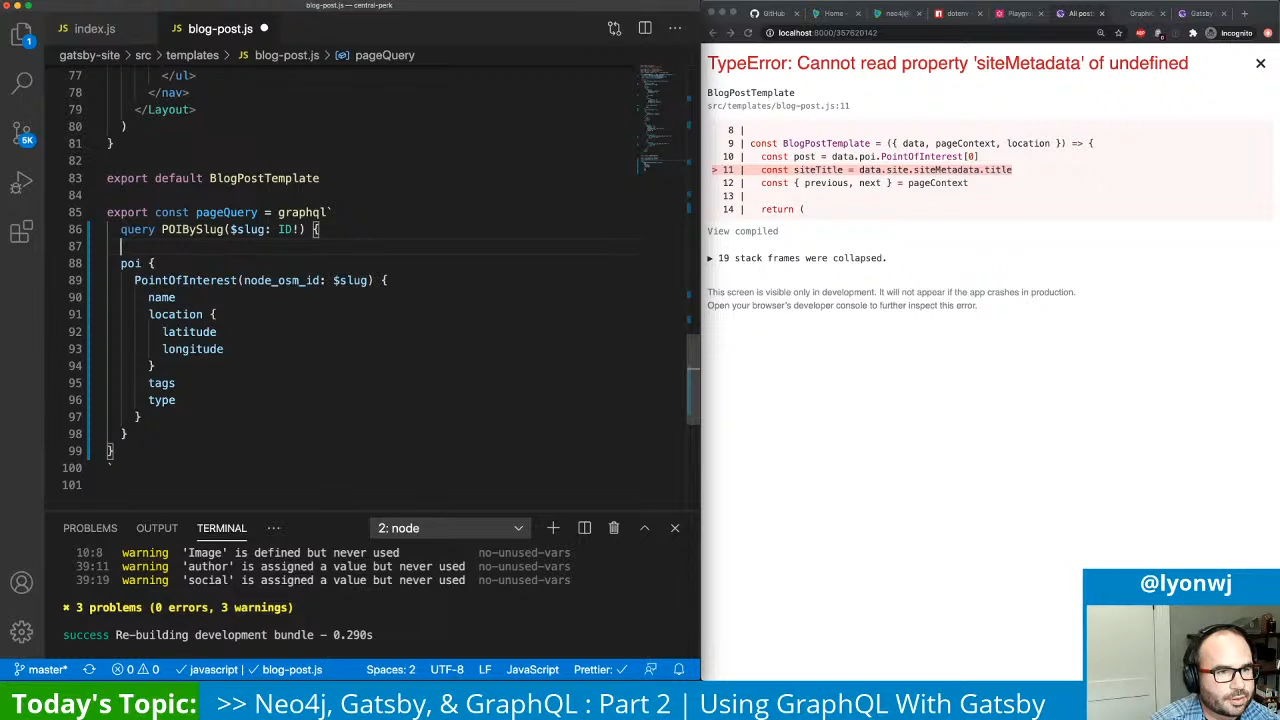 blog-post.js — central-perk
index.js
blog-post.js
gatsby-site > src > templates > blog-post.js > pageQuery
77 </ul>
78 </nav>
79 </Layout>
80 )
81 }
82
83 export default BlogPostTemplate
84
85 export const pageQuery = graphql`
86 query POIBySlug($slug: ID!) {
87
88 poi {
89 PointOfInterest(node_osm_id: $slug) {
90 name
91 location {
92 latitude
93 longitude
94 }
95 tags
96 type
97 }
98 }
99 }
100 `
101
1
5K
PROBLEMS OUTPUT TERMINAL ··· 2: node
10:8 warning 'Image' is defined but never used no-unused-vars
39:11 warning 'author' is assigned a value but never used no-unused-vars
39:19 warning 'social' is assigned a value but never used no-unused-vars
✖ 3 problems (0 errors, 3 warnings)
success Re-building development bundle - 0.290s
master* 0 0 javascript | blog-post.js Spaces: 2 UTF-8 LF JavaScript Prettier: ✓
GitHub Home neo4j dotenv Playgro Ali post GraphiC Gatsby
localhost:8000/357620142
Incognito
TypeError: Cannot read property 'siteMetadata' of undefined
BlogPostTemplate
src/templates/blog-post.js:11
8 |
9 | const BlogPostTemplate = ({ data, pageContext, location }) => {
10 | const post = data.poi.PointOfInterest[0]
> 11 | const siteTitle = data.site.siteMetadata.title
12 | const { previous, next } = pageContext
13 |
14 | return (
View compiled
▶ 19 stack frames were collapsed.
This screen is visible only in development. It will not appear if the app crashes in production.
Open your browser's developer console to further inspect this error.
@lyonwj
Today's Topic: >> Neo4j, Gatsby, & GraphQL : Part 2 | Using GraphQL With Gatsby